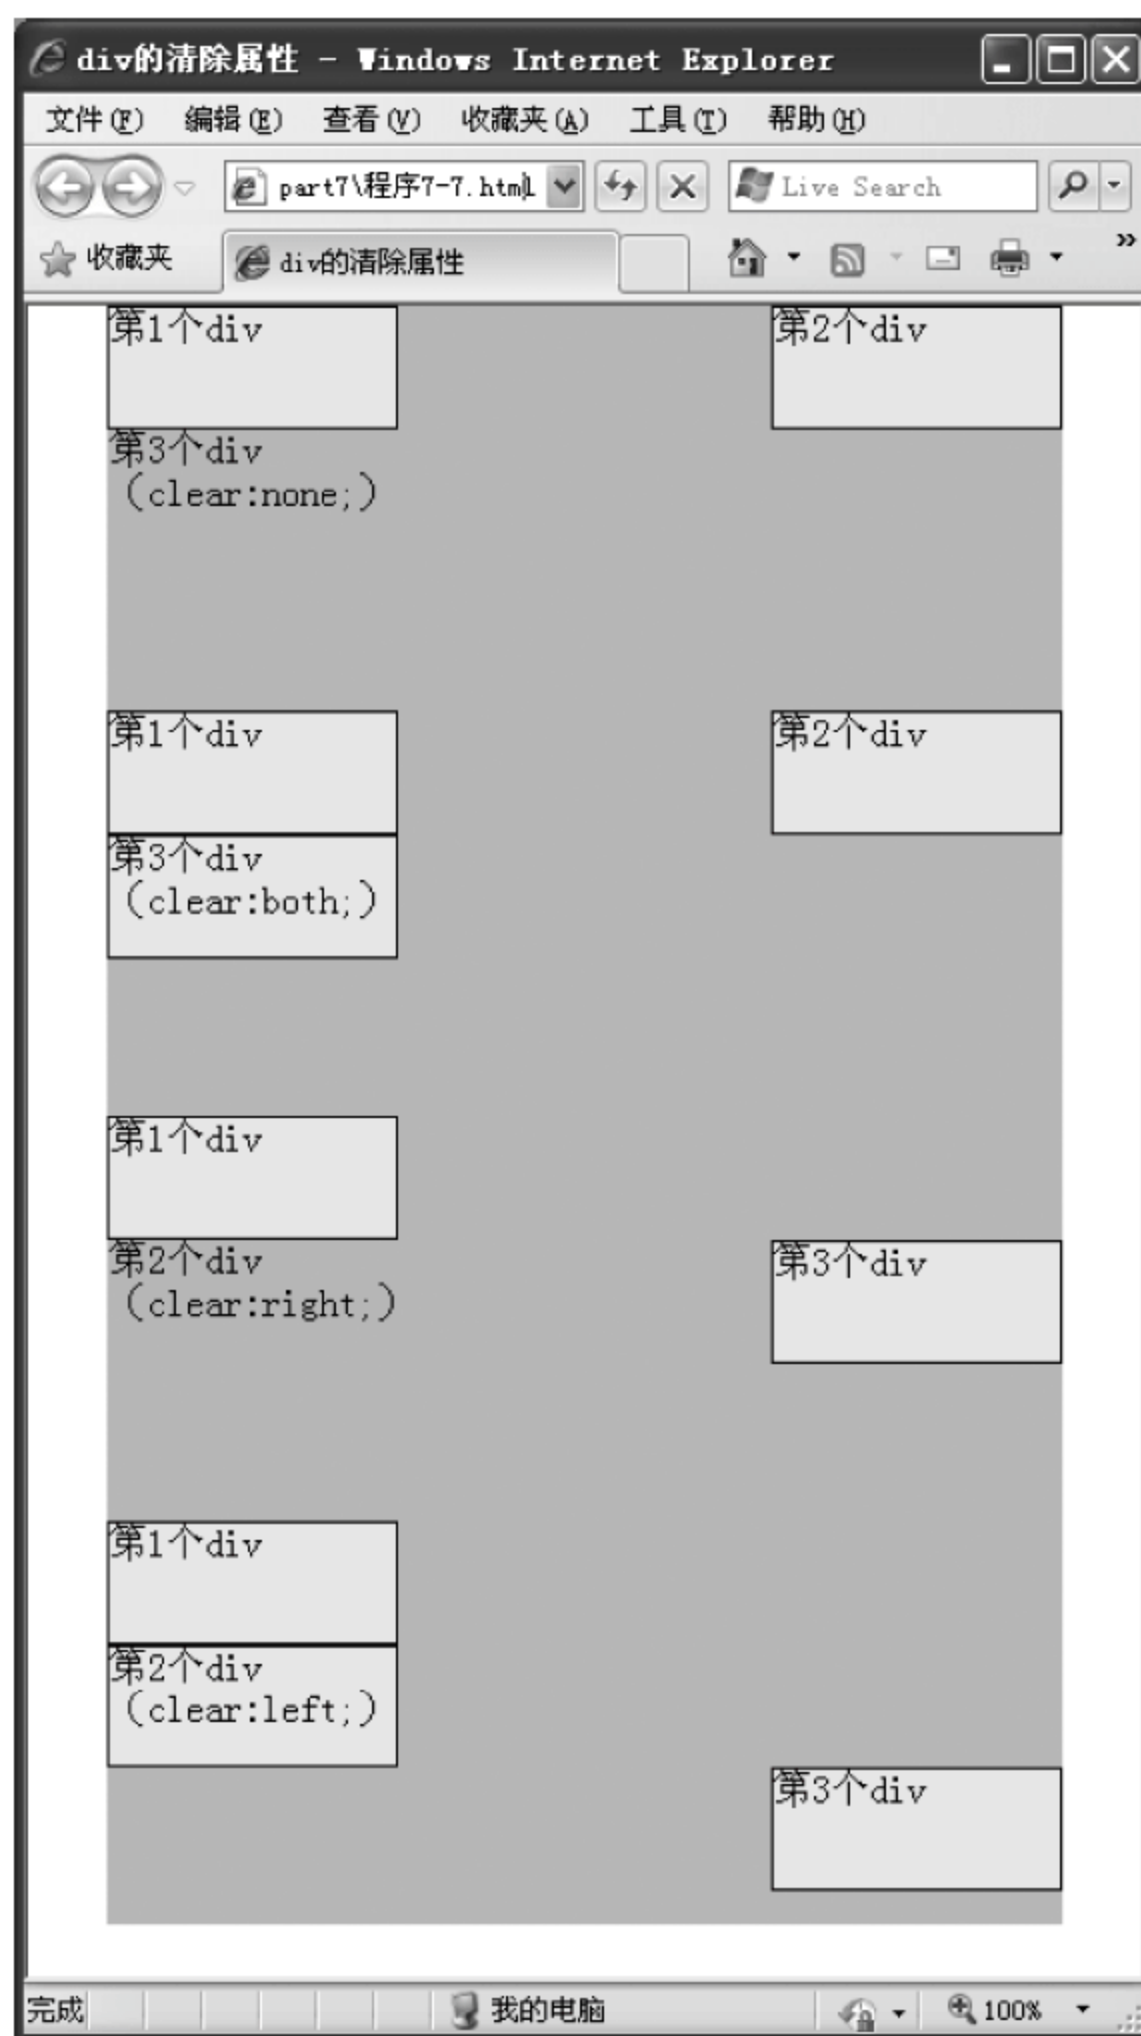 div的清除属性 - Windows Internet Explorer
文件(F) 编辑(E) 查看(V) 收藏夹(A) 工具(T) 帮助(H)
part7\程序7-7.html Live Search
收藏夹 div的清除属性
第1个div 第2个div
第3个div
(clear:none;)
第1个div 第2个div
第3个div
(clear:both;)
第1个div
第2个div 第3个div
(clear:right;)
第1个div
第2个div
(clear:left;)
第3个div
完成 我的电脑 100%